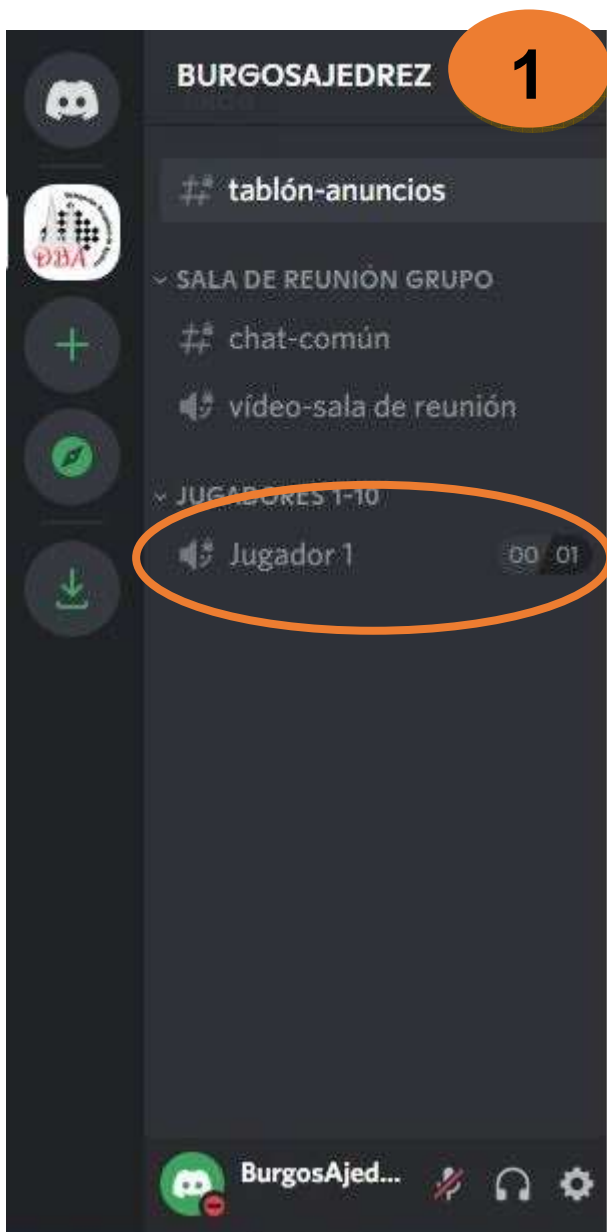 BURGOSAJEDREZ
1
tablón-anuncios
DBA
SALA DE REUNIÓN GRUPO
chat-común
vídeo-sala de reunión
JUGADORES 1-10
Jugador 1 00 01
BurgosAjed...